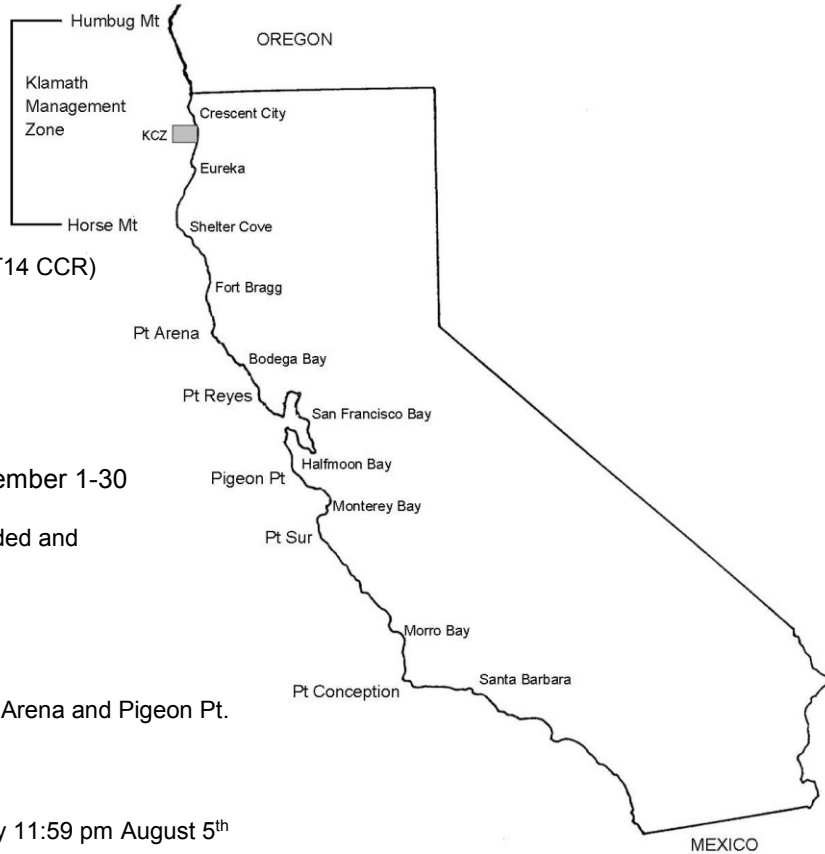 Humbug Mt
OREGON
Klamath
Management
Zone
Crescent City
KCZ
Eureka
Horse Mt
Shelter Cove
T14 CCR)
Fort Bragg
Pt Arena
Bodega Bay
Pt Reyes
San Francisco Bay
Halfmoon Bay
Pigeon Pt
ember 1-30
Monterey Bay
ded and
Pt Sur
Morro Bay
Santa Barbara
Pt Conception
Arena and Pigeon Pt.
y 11:59 pm August 5th
MEXICO